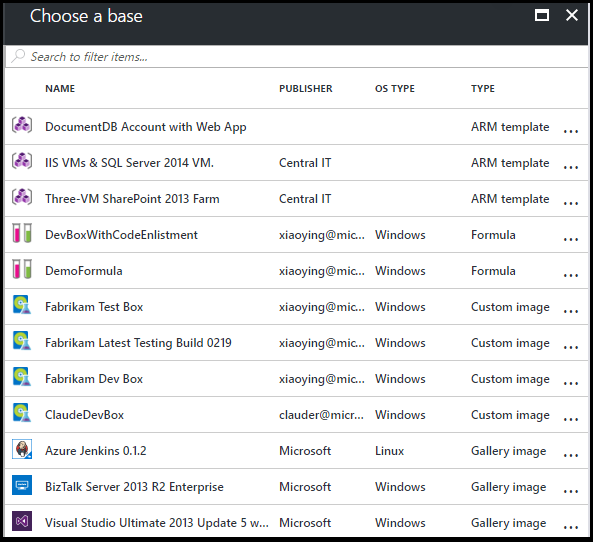 Choose a base
Search to filter items...
NAME PUBLISHER OS TYPE TYPE
DocumentDB Account with Web App ARM template ...
IIS VMs & SQL Server 2014 VM. Central IT ARM template ...
Three-VM SharePoint 2013 Farm Central IT ARM template ...
DevBoxWithCodeEnlistment xiaoying@mic... Windows Formula ...
DemoFormula xiaoying@mic... Windows Formula ...
Fabrikam Test Box xiaoying@mic... Windows Custom image ...
Fabrikam Latest Testing Build 0219 xiaoying@mic... Windows Custom image ...
Fabrikam Dev Box xiaoying@mic... Windows Custom image ...
ClaudeDevBox clauder@micr... Windows Custom image ...
Azure Jenkins 0.1.2 Microsoft Linux Gallery image ...
BizTalk Server 2013 R2 Enterprise Microsoft Windows Gallery image ...
Visual Studio Ultimate 2013 Update 5 w... Microsoft Windows Gallery image ...